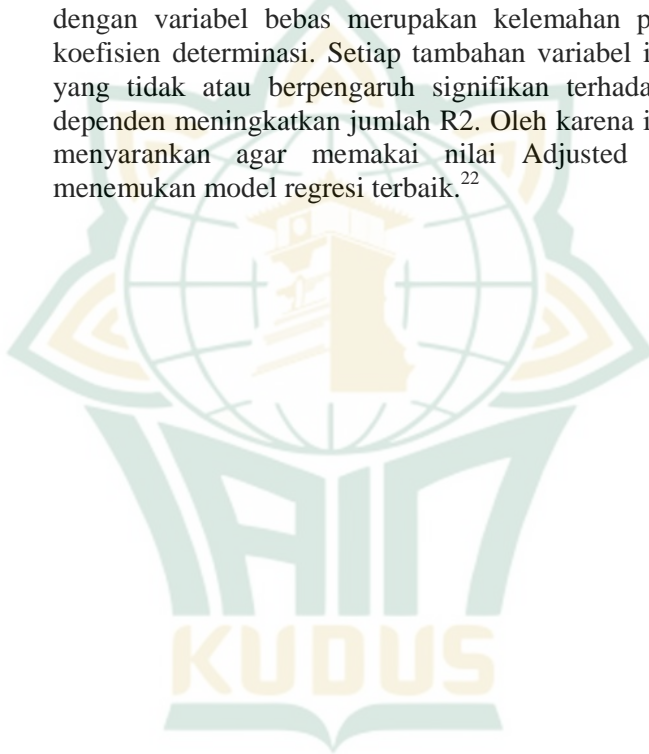 dengan variabel bebas merupakan kelemahan p
koefisien determinasi. Setiap tambahan variabel i
yang tidak atau berpengaruh signifikan terhada
dependen meningkatkan jumlah R2. Oleh karena i
menyarankan agar memakai nilai Adjusted
menemukan model regresi terbaik.22
IAIN
KUDUS